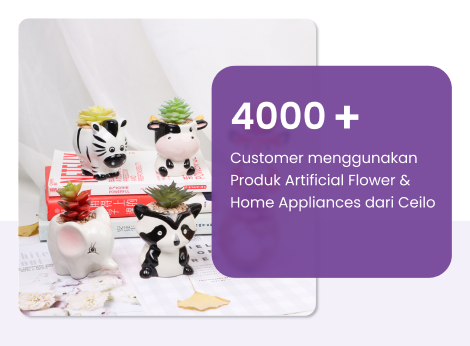 4000 +
Customer menggunakan
Produk Artificial Flower &
Home Appliances dari Ceilo